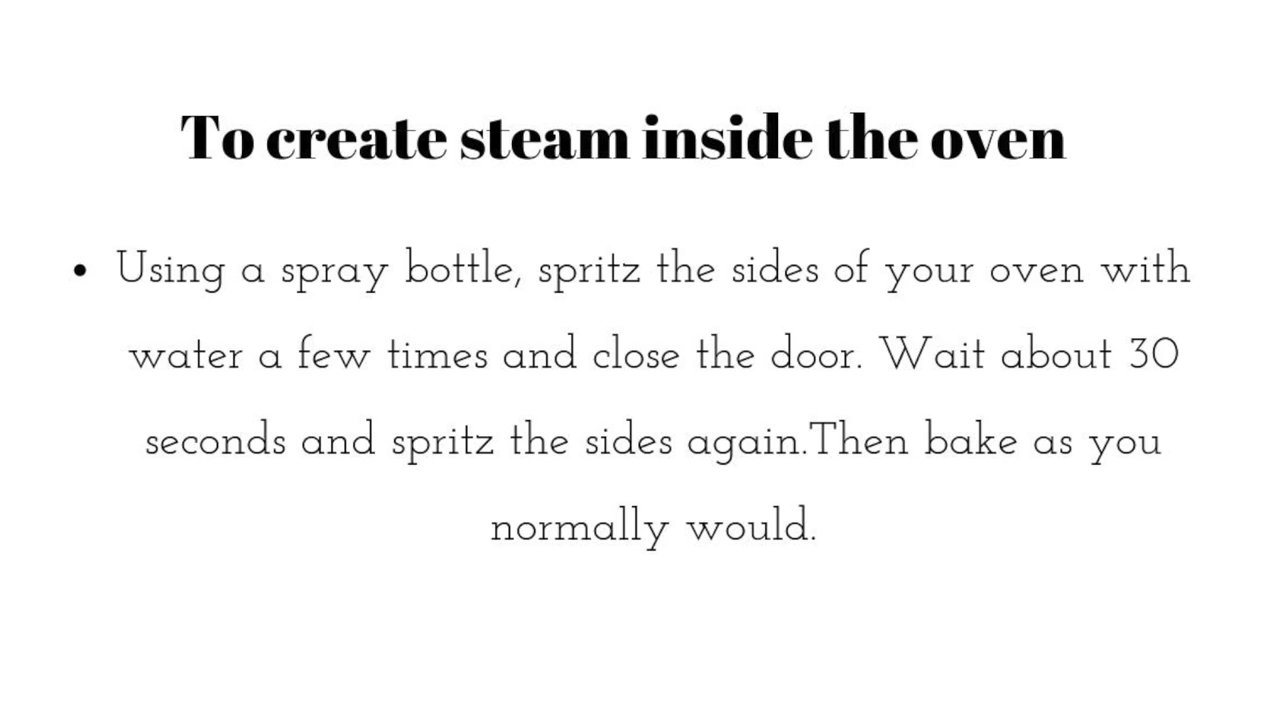 To create steam inside the oven
• Using a spray bottle, spritz the sides of your oven with
water a few times and close the door. Wait about 30
seconds and spritz the sides again.Then bake as you
normally would.